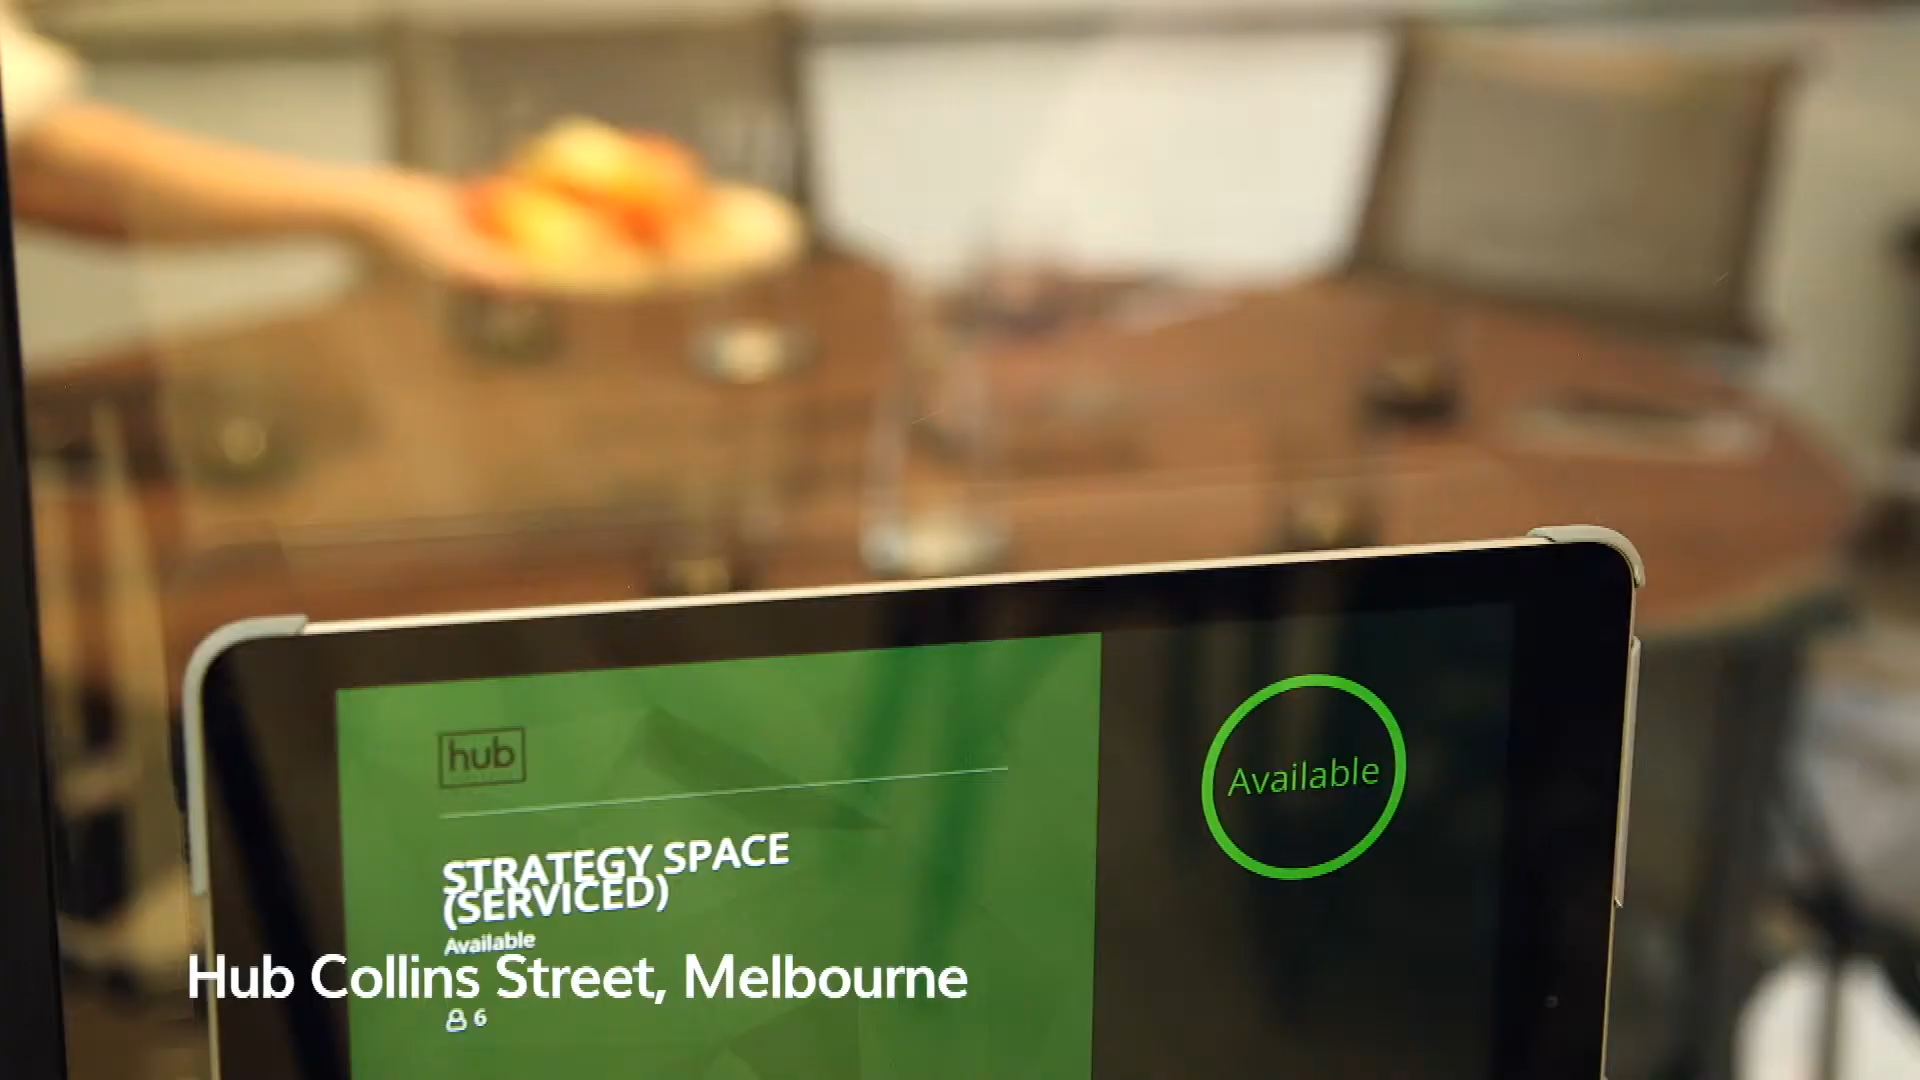 hub
Available
STRATEGY SPACE
(SERVICED)
Available
Hub Collins Street, Melbourne
6